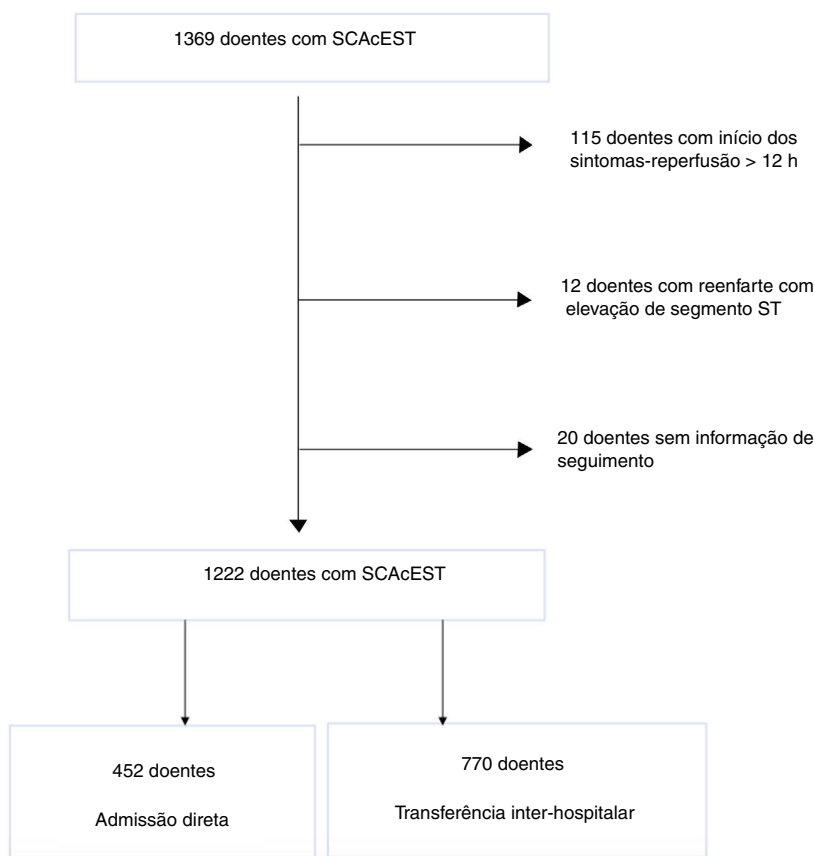 1369 doentes com SCAcEST
115 doentes com início dos
sintomas-reperfusão > 12 h
12 doentes com reenfarte com
elevação de segmento ST
20 doentes sem informação de
seguimento
1222 doentes com SCAcEST
452 doentes
Admissão direta
770 doentes
Transferência inter-hospitalar